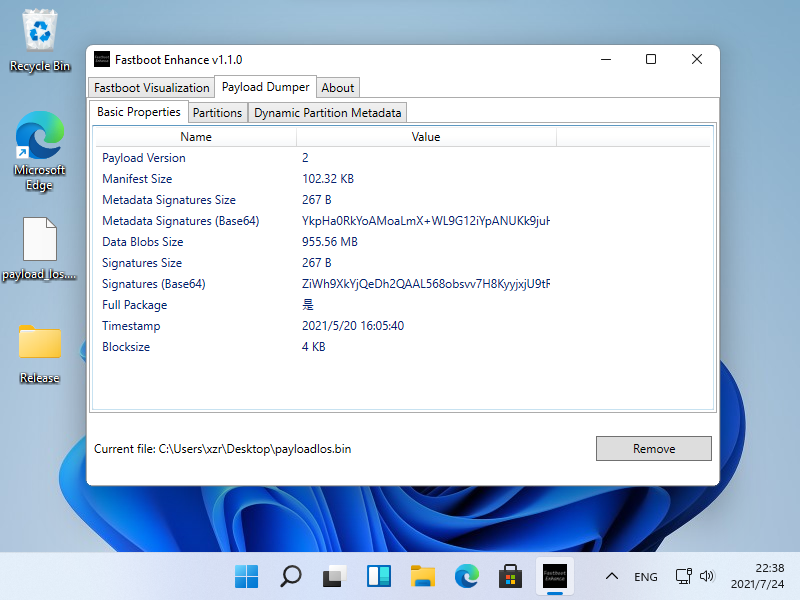 Recycle Bin
Microsoft
Edge
payload_los....
Release
Fastboot Enhance v1.1.0
Fastboot Visualization Payload Dumper About
Basic Properties Partitions Dynamic Partition Metadata
Name Value
Payload Version 2
Manifest Size 102.32 KB
Metadata Signatures Size 267 B
Metadata Signatures (Base64) YkpHa0RkYoAMoaLmX+WL9G12iYpANUKk9juH
Data Blobs Size 955.56 MB
Signatures Size 267 B
Signatures (Base64) ZiWh9XkYjQeDh2QAAL568obsvv7H8KyyjxjU9tF
Full Package 是
Timestamp 2021/5/20 16:05:40
Blocksize 4 KB
Current file: C:\Users\xzr\Desktop\payloadlos.bin
Remove
Fastboot
Enhance
ENG
22:38
2021/7/24